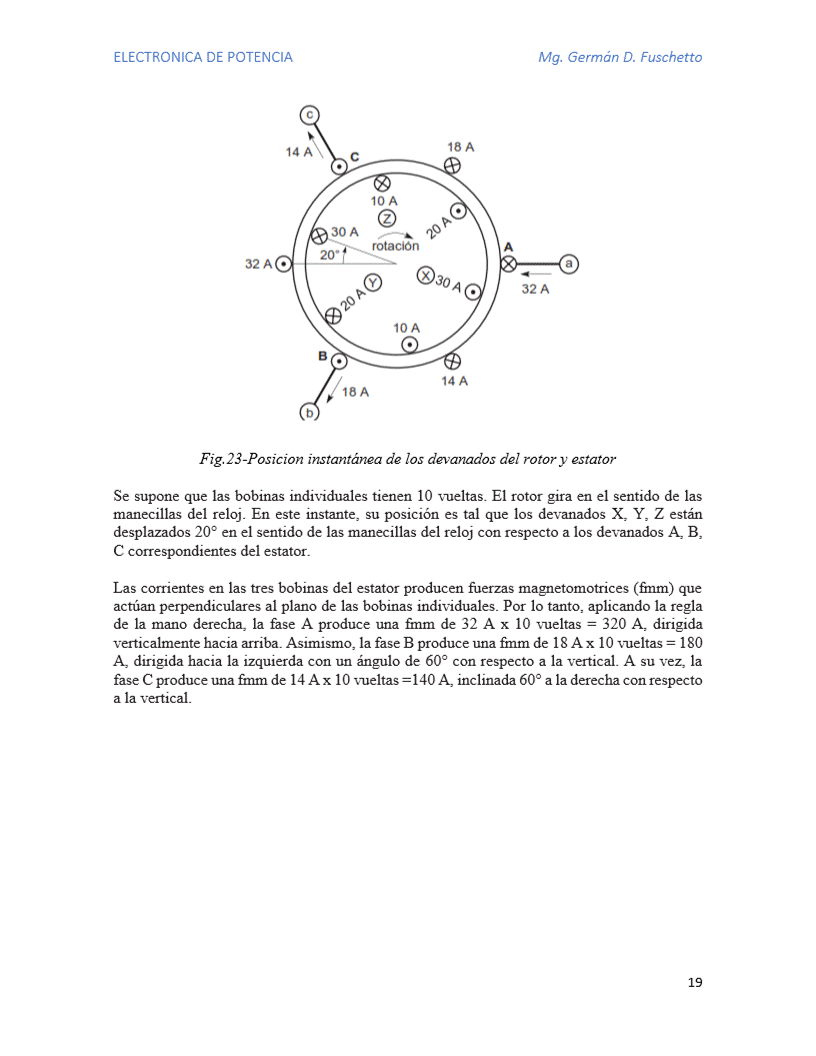 ELECTRONICA DE POTENCIA Mg. Germán D. Fuschetto
c
14 A
C
18 A
10 A
Z
20 A
30 A
rotación
20°
A
a
32 A
32 A
Y
X
30 A
20 A
10 A
B
18 A
14 A
b
Fig.23-Posicion instantánea de los devanados del rotor y estator
Se supone que las bobinas individuales tienen 10 vueltas. El rotor gira en el sentido de las
manecillas del reloj. En este instante, su posición es tal que los devanados X, Y, Z están
desplazados 20° en el sentido de las manecillas del reloj con respecto a los devanados A, B,
C correspondientes del estator.
Las corrientes en las tres bobinas del estator producen fuerzas magnetomotrices (fmm) que
actúan perpendiculares al plano de las bobinas individuales. Por lo tanto, aplicando la regla
de la mano derecha, la fase A produce una fmm de 32 A x 10 vueltas = 320 A, dirigida
verticalmente hacia arriba. Asimismo, la fase B produce una fmm de 18 A x 10 vueltas = 180
A, dirigida hacia la izquierda con un ángulo de 60° con respecto a la vertical. A su vez, la
fase C produce una fmm de 14 A x 10 vueltas =140 A, inclinada 60° a la derecha con respecto
a la vertical.
19